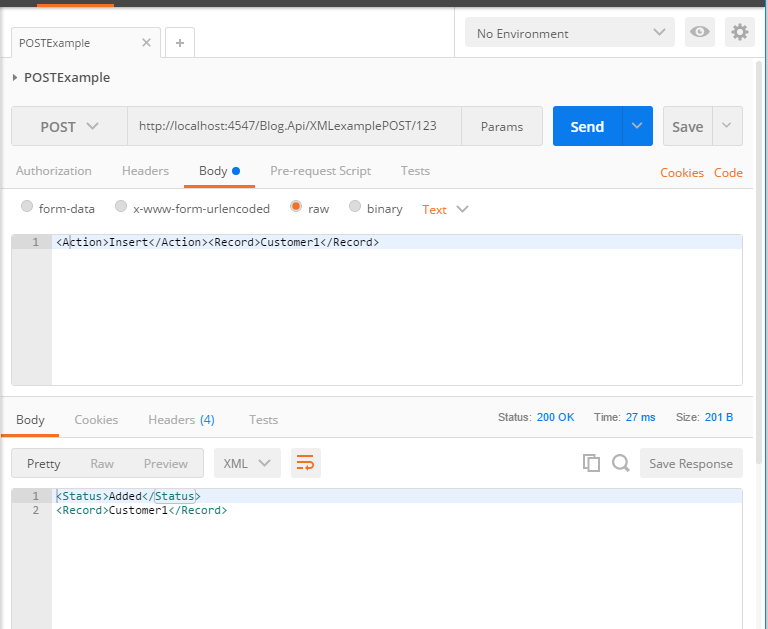 POSTExample
No Environment
POSTExample
POST http://localhost:4547/Blog.Api/XMLexamplePOST/123 Params Send Save
Authorization Headers Body Pre-request Script Tests Cookies Code
form-data x-www-form-urlencoded raw binary Text
1 <Action>Insert</Action><Record>Customer1</Record>
Body Cookies Headers (4) Tests Status: 200 OK Time: 27 ms Size: 201 B
Pretty Raw Preview XML Save Response
1 <Status>Added</Status>
2 <Record>Customer1</Record>